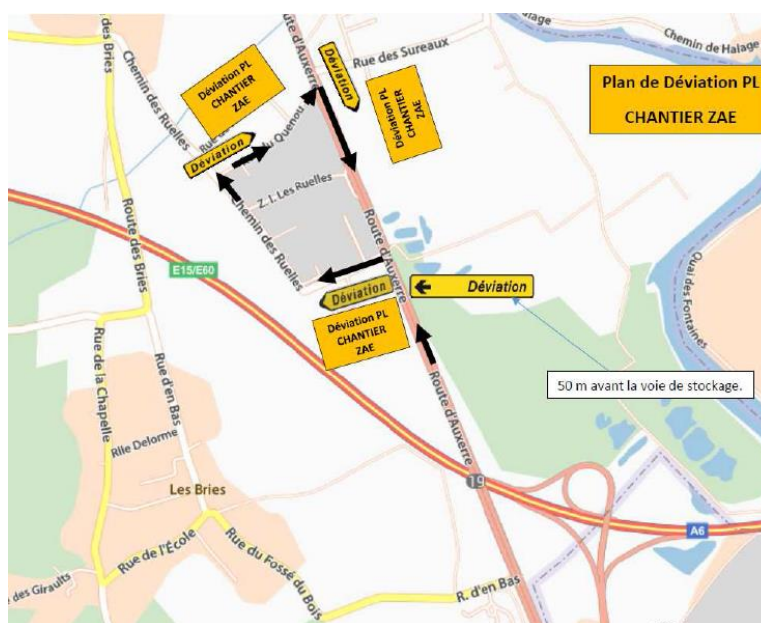 des Bries
Chemin des Ruelles
Déviation PL
CHANTIER
ZAE
Route d'Auxerre
Déviation
Rue des Sureaux
Déviation PL
CHANTIER
ZAE
Halage
Chemin de Halage
Plan de Déviation PL
CHANTIER ZAE
Déviation
Rue
du Quénou
Z. I. Les Ruelles
Chemin des Ruelles
Route des Bries
E15/E60
Route d'Auxerre
Quai des Fontaines
Déviation
Déviation
Déviation PL
CHANTIER
ZAE
50 m avant la voie de stockage.
Rue de la Chapelle
Rue d'en Bas
Route d'Auxerre
Rlle Delorme
Les Bries
19
A6
Rue de l'École
Rue du Fossé du Bois
R. d'en Bas
e des Giraults